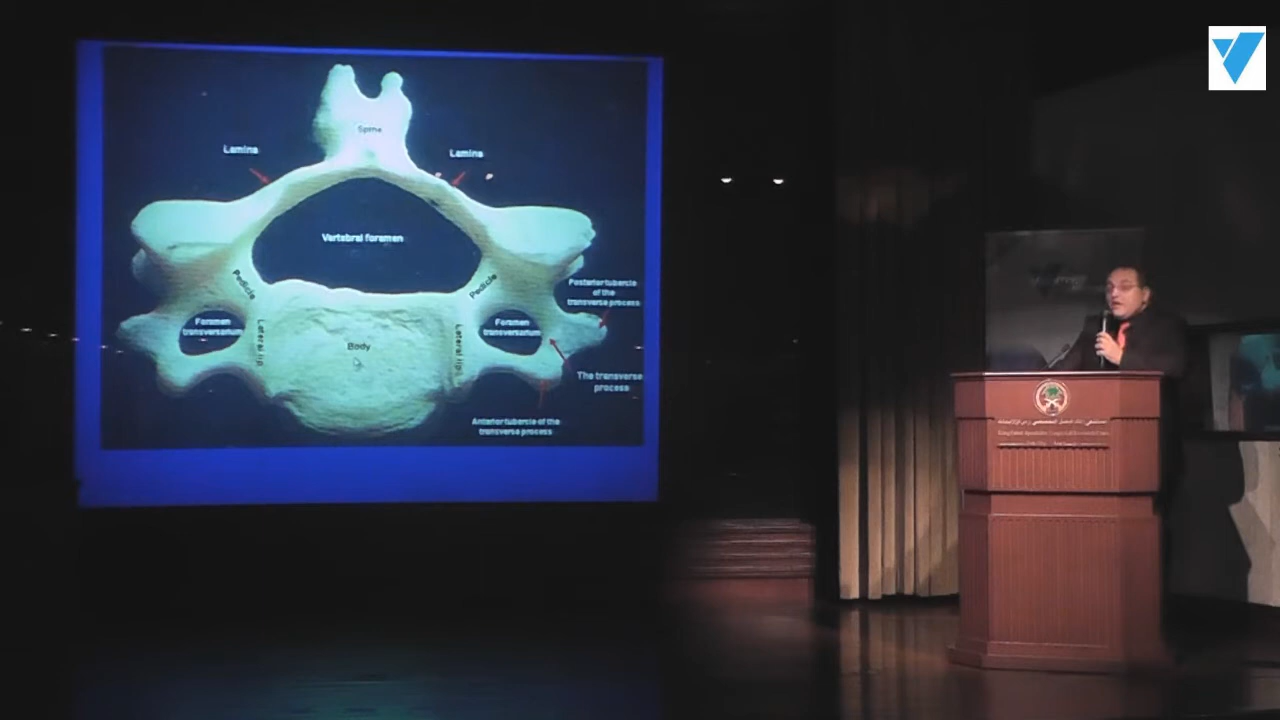 Spine
Lamina
Lamina
Vertebral foramen
Pedicle
Pedicle
Posterior tubercle
of the
transverse process
Foramen
transversarium
Foramen
transversarium
Lateral lip
Body
Lateral lip
The transverse
process
Anterior tubercle of the
transverse process